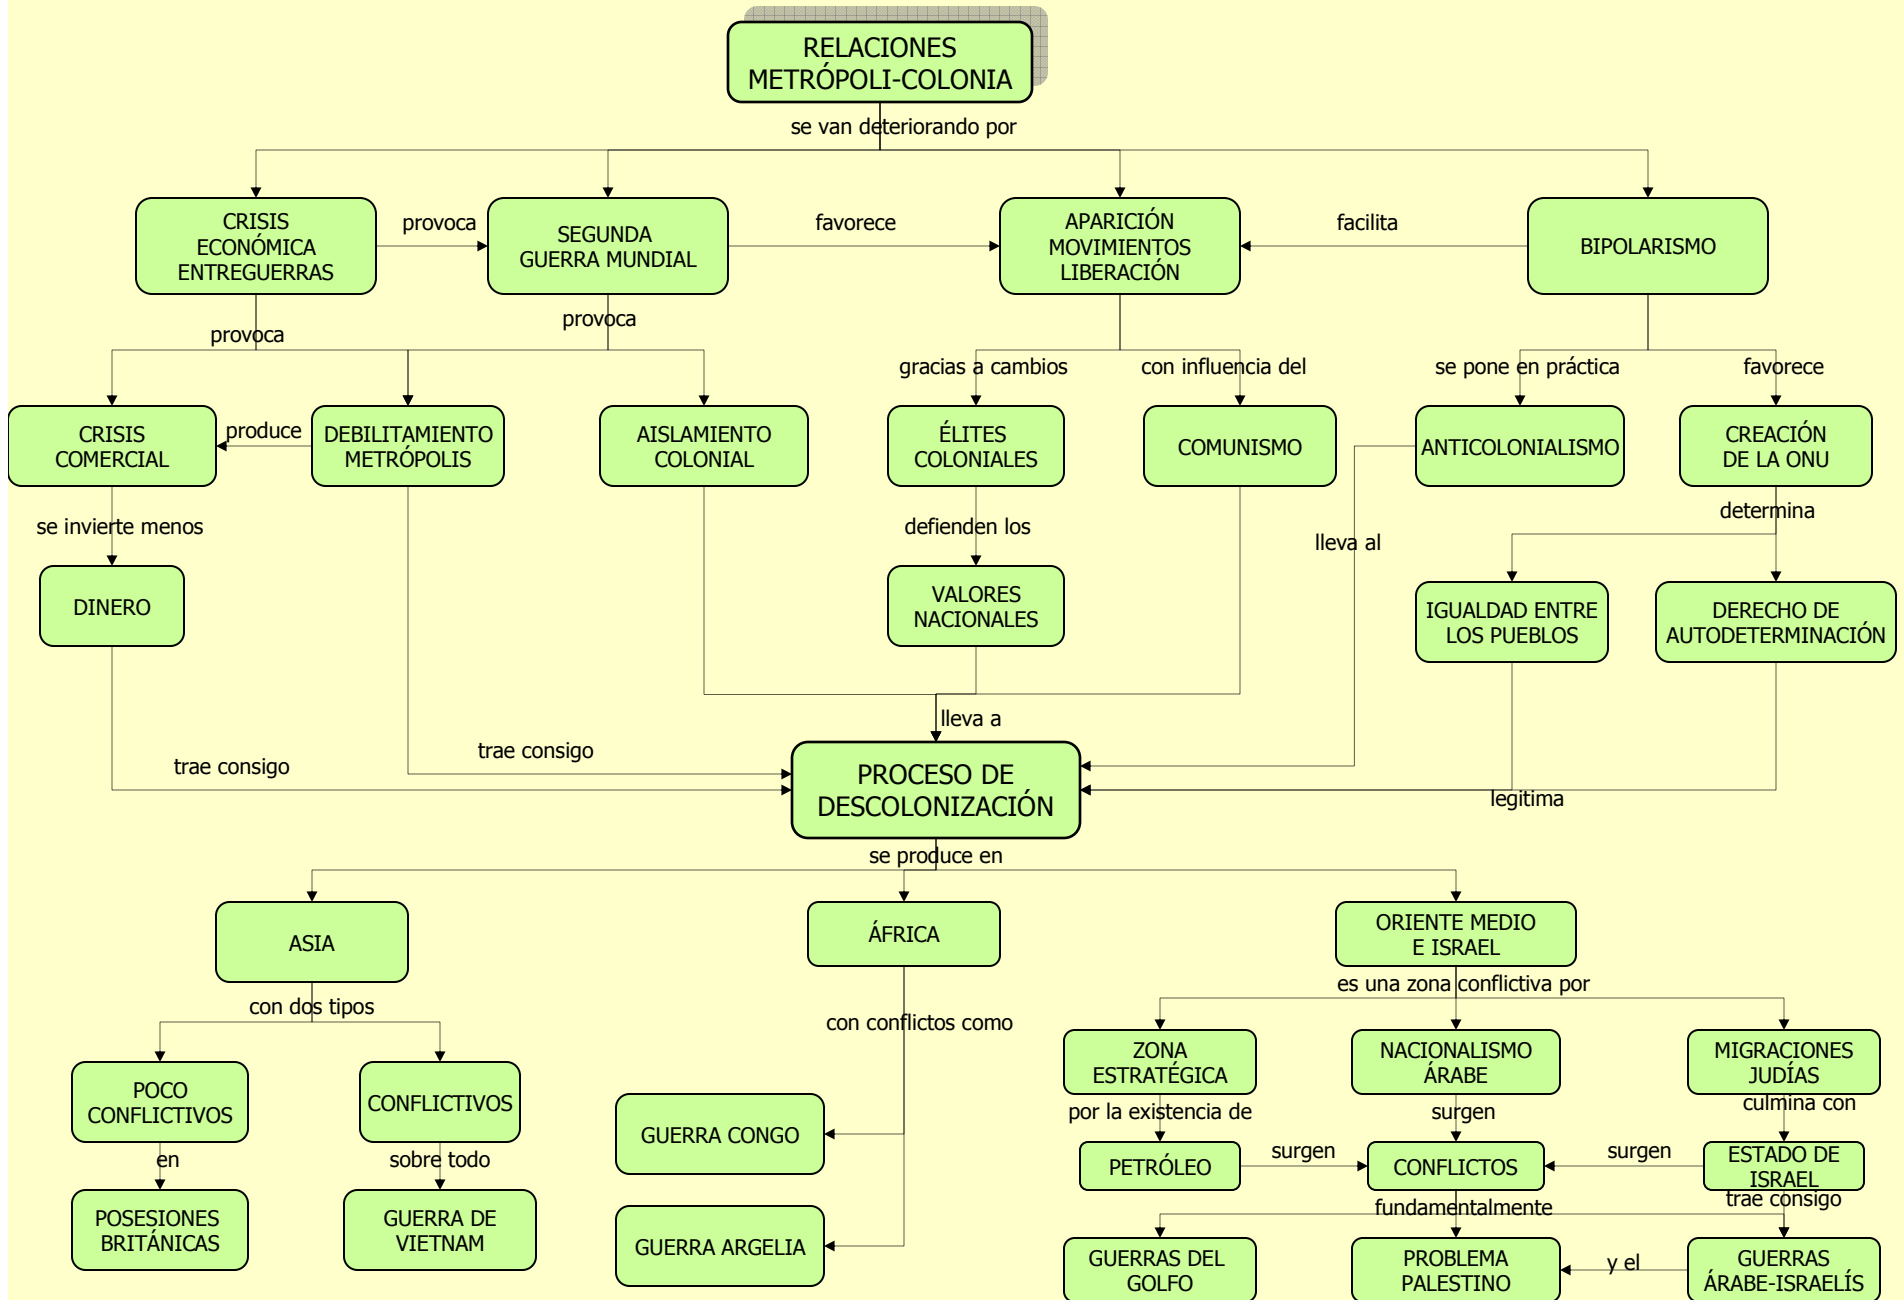 RELACIONES
METRÓPOLI-COLONIA
se van deteriorando por
CRISIS
ECONÓMICA
ENTREGUERRAS
provoca
SEGUNDA
GUERRA MUNDIAL
favorece
APARICIÓN
MOVIMIENTOS
LIBERACIÓN
facilita
BIPOLARISMO
provoca
provoca
gracias a cambios
con influencia del
se pone en práctica
favorece
CRISIS
COMERCIAL
produce
DEBILITAMIENTO
METRÓPOLIS
AISLAMIENTO
COLONIAL
ÉLITES
COLONIALES
COMUNISMO
ANTICOLONIALISMO
CREACIÓN
DE LA ONU
se invierte menos
defienden los
lleva al
determina
DINERO
VALORES
NACIONALES
IGUALDAD ENTRE
LOS PUEBLOS
DERECHO DE
AUTODETERMINACIÓN
lleva a
trae consigo
trae consigo
PROCESO DE
DESCOLONIZACIÓN
legitima
se produce en
ASIA
ÁFRICA
ORIENTE MEDIO
E ISRAEL
con dos tipos
con conflictos como
es una zona conflictiva por
POCO
CONFLICTIVOS
CONFLICTIVOS
GUERRA CONGO
ZONA
ESTRATÉGICA
NACIONALISMO
ÁRABE
MIGRACIONES
JUDÍAS
en
sobre todo
por la existencia de
surgen
culmina con
PETRÓLEO
surgen
CONFLICTOS
surgen
ESTADO DE
ISRAEL
POSESIONES
BRITÁNICAS
GUERRA DE
VIETNAM
GUERRA ARGELIA
fundamentalmente
trae consigo
GUERRAS DEL
GOLFO
PROBLEMA
PALESTINO
y el
GUERRAS
ÁRABE-ISRAELÍS